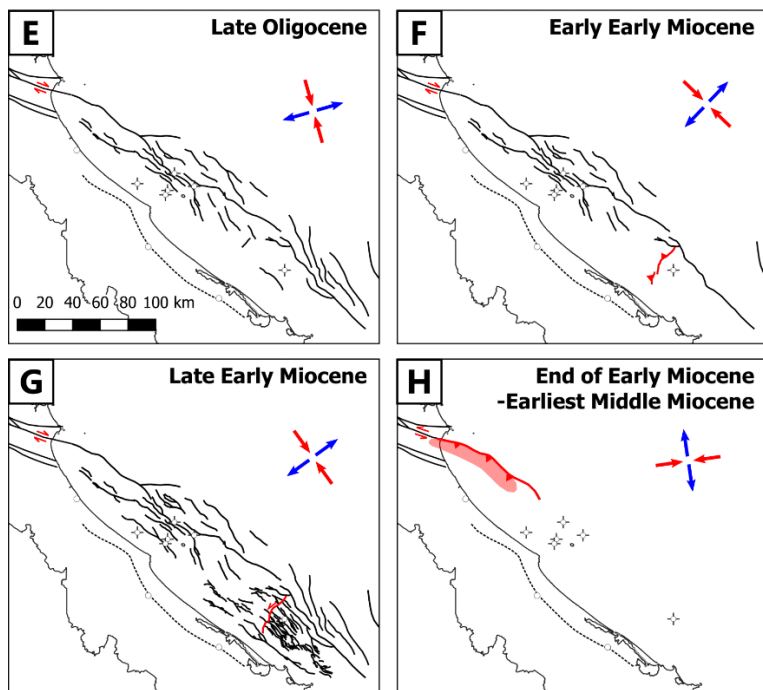 E
Late Oligocene
0 20 40 60 80 100 km
F
Early Early Miocene
G
Late Early Miocene
H
End of Early Miocene
-Earliest Middle Miocene